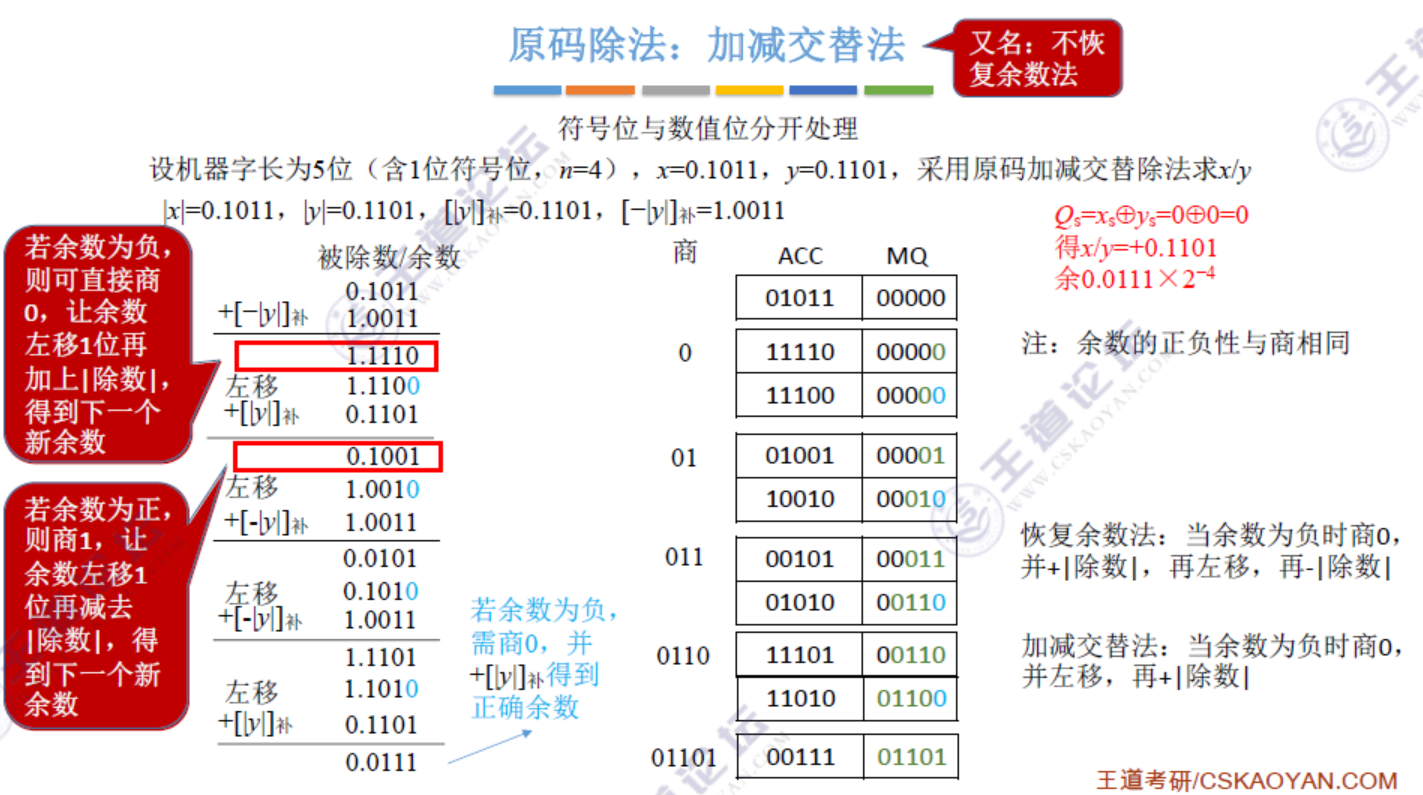 原码除法：加减交替法
又名：不恢
复余数法
符号位与数值位分开处理
设机器字长为5位（含1位符号位，n=4），x=0.1011，y=0.1101，采用原码加减交替除法求x/y
|x|=0.1011，|y|=0.1101，[|y|]补=0.1101，[−|y|]补=1.0011
Qs=xs⊕ys=0⊕0=0
得x/y=+0.1101
余0.0111×2⁻⁴
若余数为负，
则可直接商
0，让余数
左移1位再
加上|除数|，
得到下一个
新余数
若余数为正，
则商1，让
余数左移1
位再减去
|除数|，得
到下一个新
余数
被除数/余数 商 ACC MQ
0.1011 01011 00000
+[−|y|]补 1.0011
1.1110 0 11110 00000
左移 1.1100 11100 00000
+[|y|]补 0.1101
0.1001 01 01001 00001
左移 1.0010 10010 00010
+[-|y|]补 1.0011
0.0101 011 00101 00011
左移 0.1010 01010 00110
+[-|y|]补 1.0011
1.1101 0110 11101 00110
左移 1.1010 11010 01100
+[|y|]补 0.1101
0.0111 01101 00111 01101
若余数为负，
需商0，并
+[|y|]补得到
正确余数
注：余数的正负性与商相同
恢复余数法：当余数为负时商0，
并+|除数|，再左移，再-|除数|
加减交替法：当余数为负时商0，
并左移，再+|除数|
王道考研/CSKAOYAN.COM
王道论坛
WWW.CSKAOYAN.COM